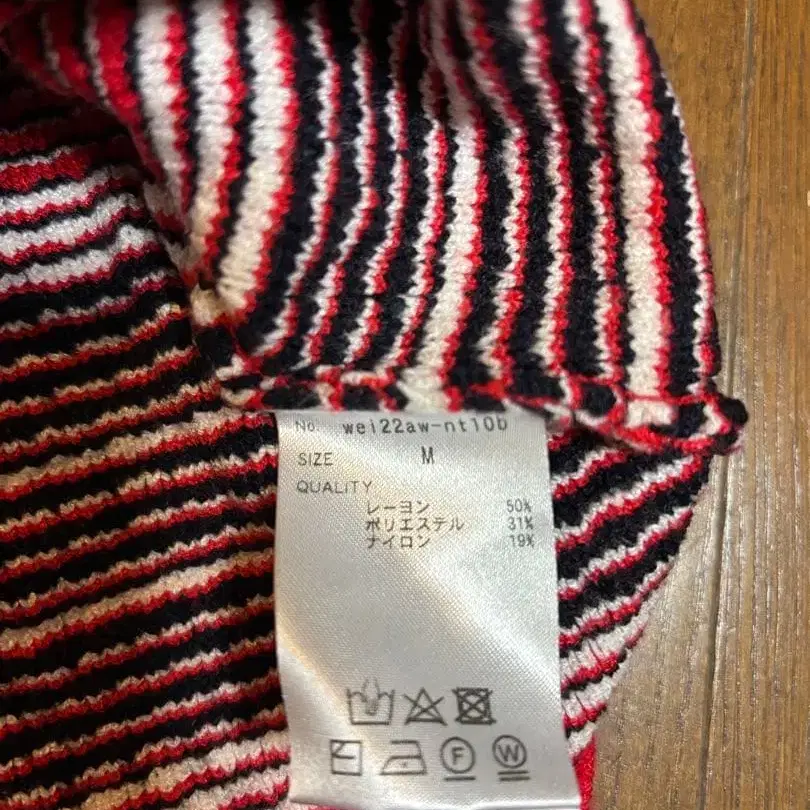 No. wei22aw-nt10b
SIZE M
QUALITY
レーヨン 50%
ポリエステル 31%
ナイロン 19%
F W